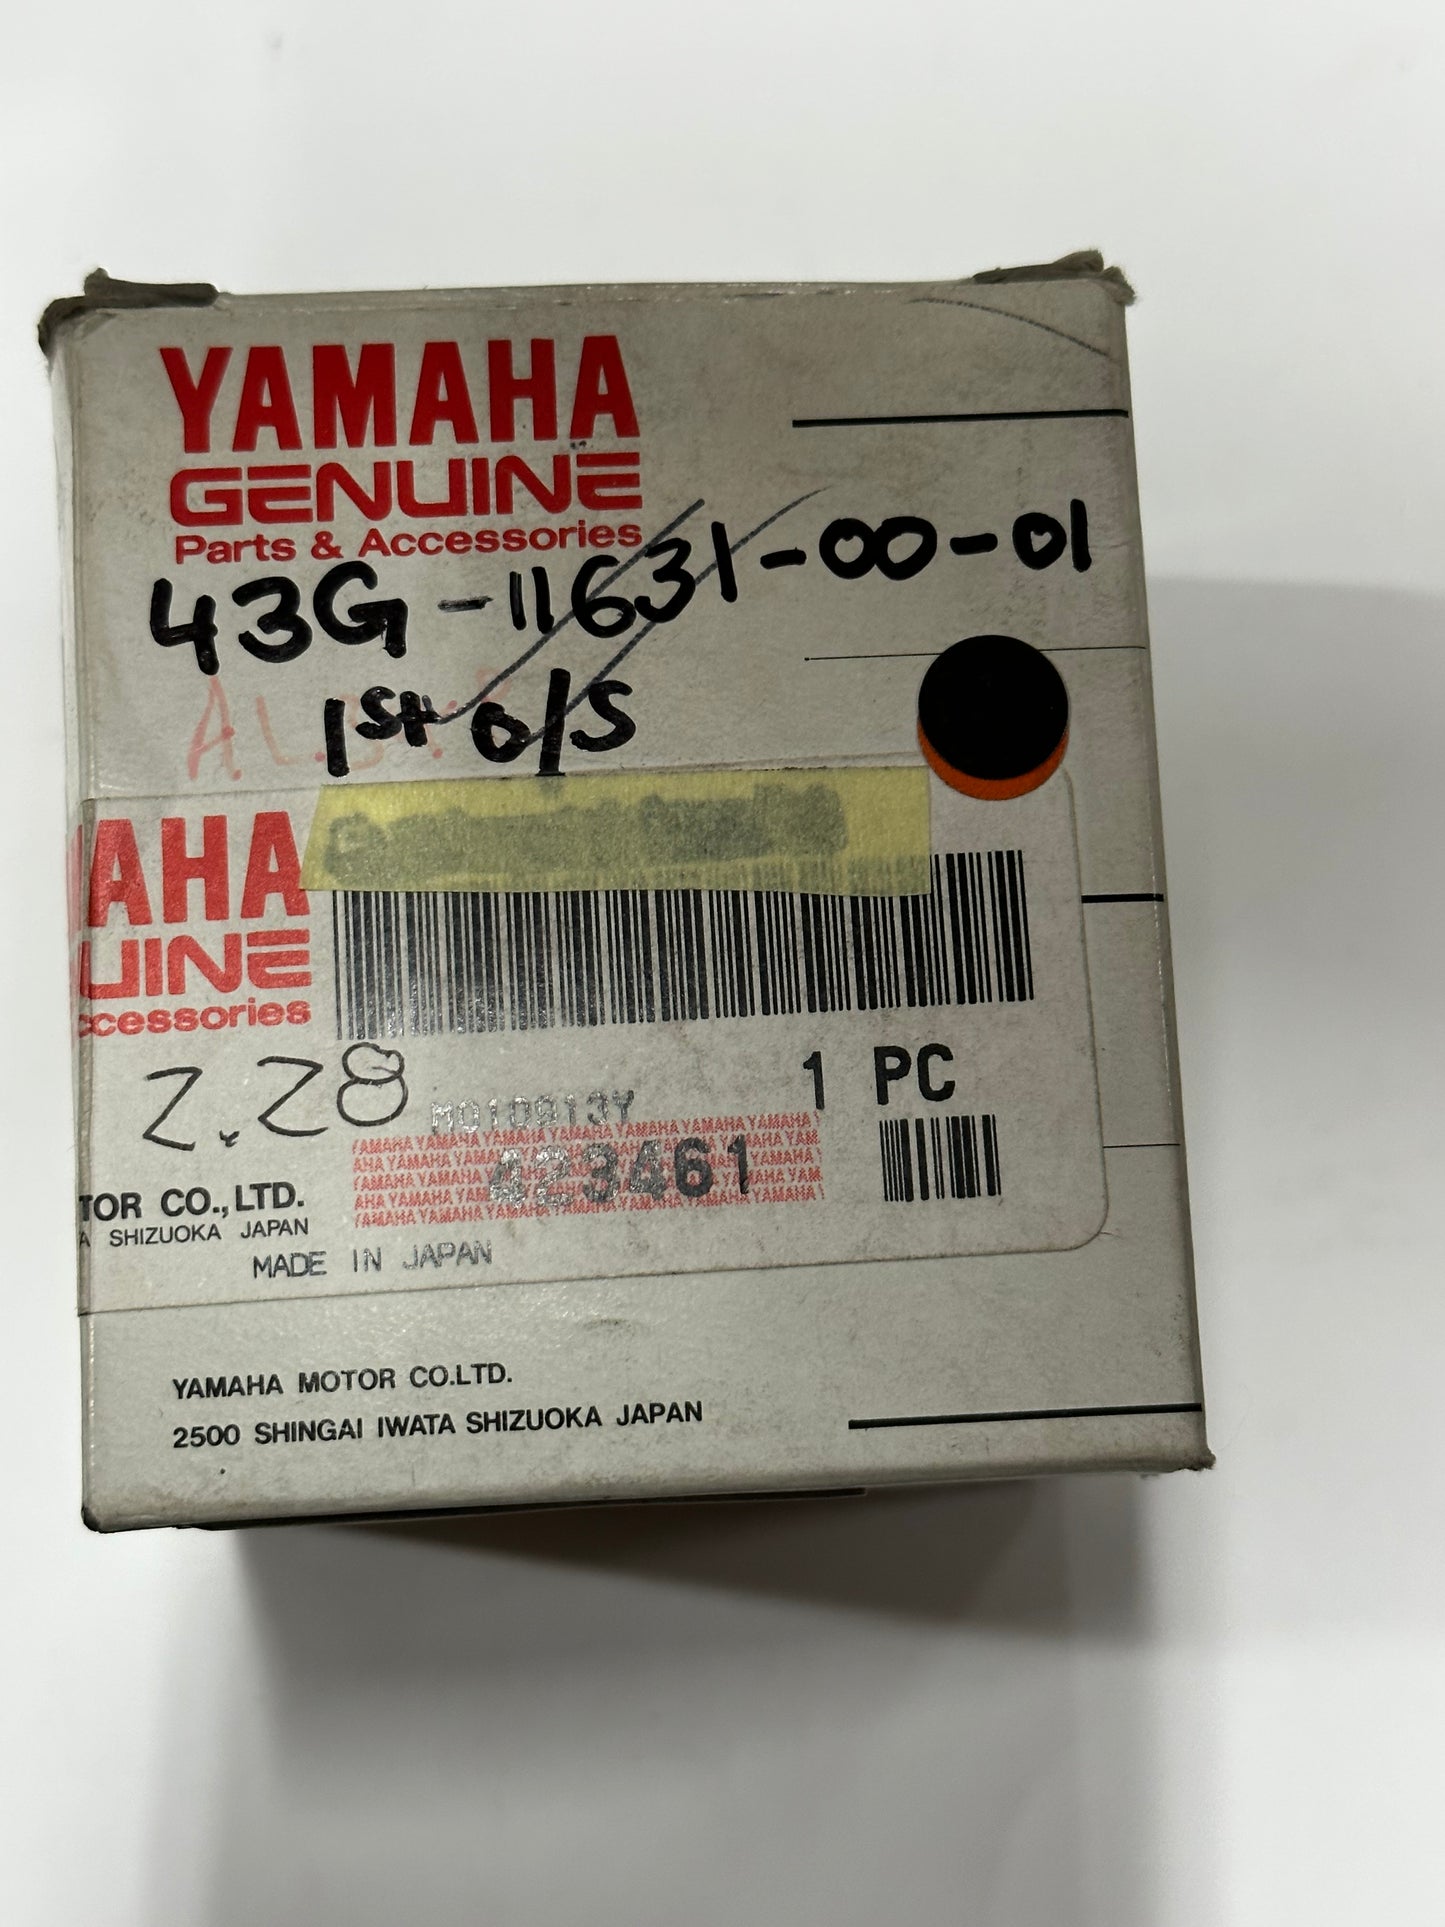 YAMAHA
GENUINE
Parts & Accessories
43G-11631-00-01
1st o/s
AHA
UINE
ccessories
2.28
1 PC
M010913Y
423461
TOR CO.,LTD.
A SHIZUOKA JAPAN
MADE IN JAPAN
YAMAHA MOTOR CO.LTD.
2500 SHINGAI IWATA SHIZUOKA JAPAN